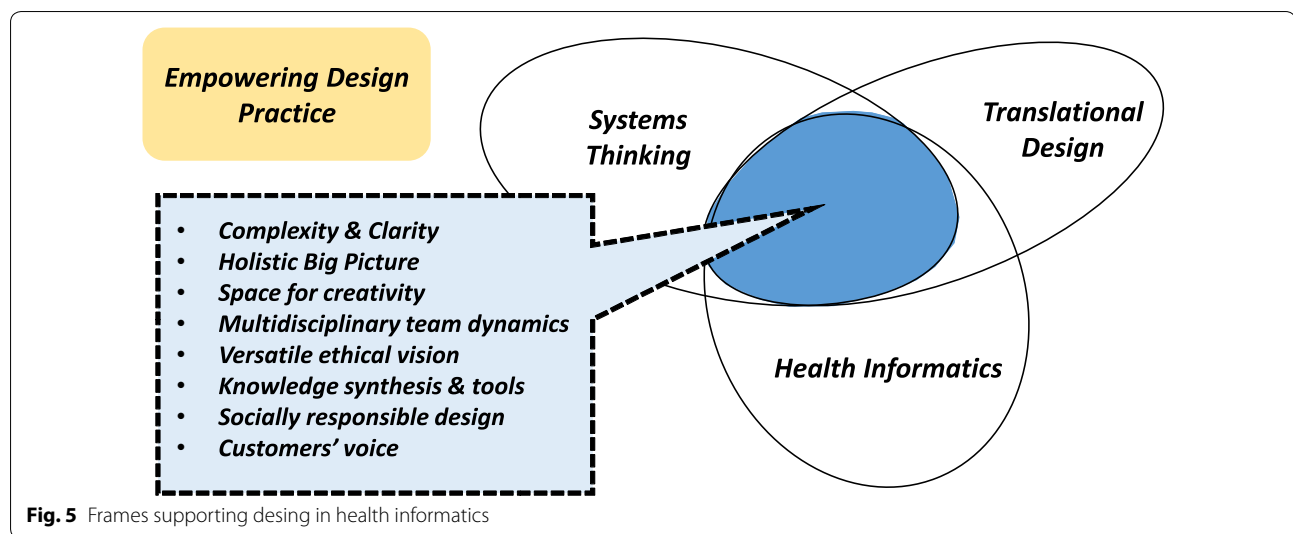 Empowering Design
Practice
Systems
Thinking
Translational
Design
• Complexity & Clarity
• Holistic Big Picture
• Space for creativity
• Multidisciplinary team dynamics
• Versatile ethical vision
• Knowledge synthesis & tools
• Socially responsible design
• Customers’ voice
Health Informatics
Fig. 5 Frames supporting desing in health informatics